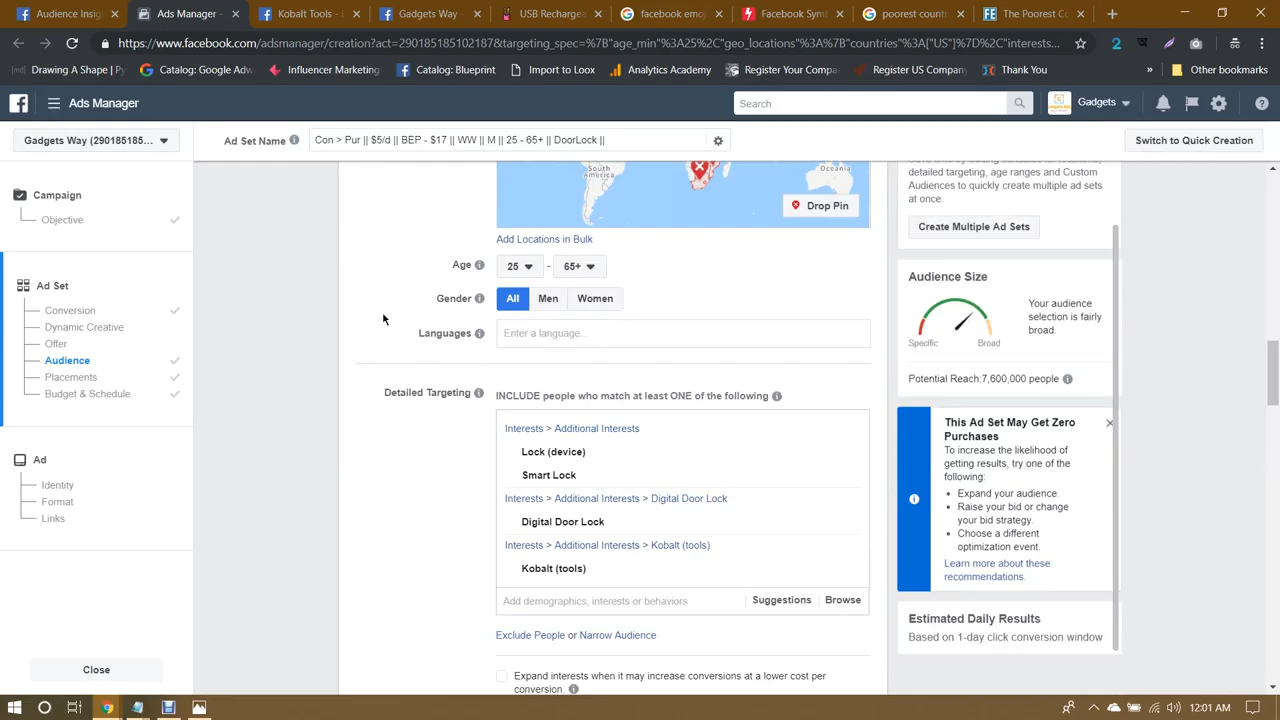 Audience Insigh
Ads Manager -
Kobalt Tools -
Gadgets Way -
USB Rechargea
facebook emoj
Facebook Symb
poorest countr
The Poorest Co
https://www.facebook.com/adsmanager/creation?act=290185185102187&targeting_spec=%7B"age_min"%3A25%2C"geo_locations"%3A%7B"countries"%3A["US"]%7D%2C"interests...
Drawing A Shape | Py
Catalog: Google Adw
Influencer Marketing
Catalog: Blueprint
Import to Loox
Analytics Academy
Register Your Compa
Register US Company
Thank You
»
Other bookmarks
Ads Manager
Search
Gadgets
Gadgets Way (290185185...
Ad Set Name
Con > Pur || $5/d || BEP - $17 || WW || M || 25 - 65+ || DoorLock ||
Switch to Quick Creation
Campaign
Objective
Ad Set
Conversion
Dynamic Creative
Offer
Audience
Placements
Budget & Schedule
Ad
Identity
Format
Links
Close
South
America
Oceania
Drop Pin
Add Locations in Bulk
Age
25
-
65+
Gender
All
Men
Women
Languages
Enter a language...
Detailed Targeting
INCLUDE people who match at least ONE of the following
Interests > Additional Interests
Lock (device)
Smart Lock
Interests > Additional Interests > Digital Door Lock
Digital Door Lock
Interests > Additional Interests > Kobalt (tools)
Kobalt (tools)
Add demographics, interests or behaviors
Suggestions
Browse
Exclude People or Narrow Audience
Expand interests when it may increase conversions at a lower cost per
conversion.
detailed targeting, age ranges and Custom
Audiences to quickly create multiple ad sets
at once.
Create Multiple Ad Sets
Audience Size
Your audience
selection is fairly
broad.
Specific
Broad
Potential Reach:7,600,000 people
This Ad Set May Get Zero
Purchases
To increase the likelihood of
getting results, try one of the
following:
• Expand your audience.
• Raise your bid or change
your bid strategy.
• Choose a different
optimization event.
Learn more about these
recommendations.
Estimated Daily Results
Based on 1-day click conversion window
12:01 AM